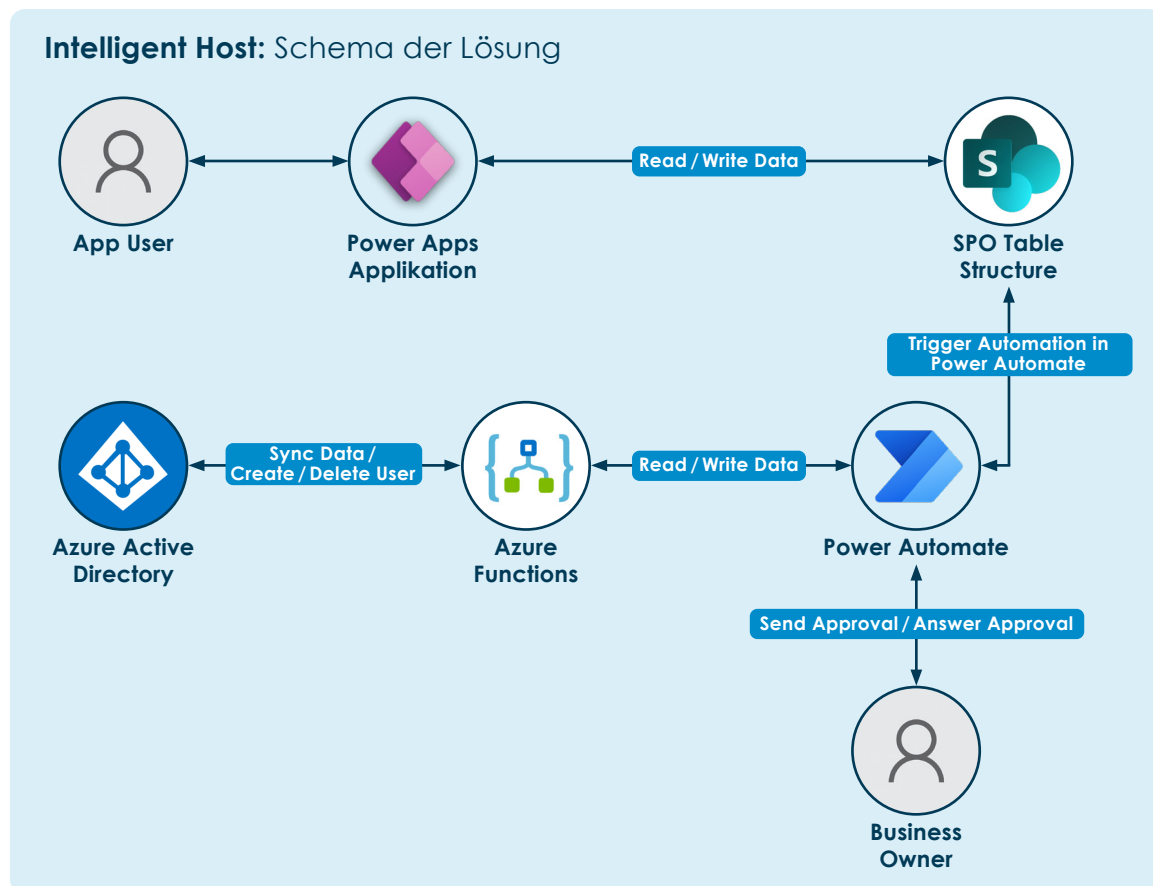 Intelligent Host: Schema der Lösung
Read / Write Data
S
App User
Power Apps
Applikation
SPO Table
Structure
Trigger Automation in
Power Automate
Sync Data /
Create / Delete User
Read / Write Data
Azure Active
Directory
Azure
Functions
Power Automate
Send Approval / Answer Approval
Business
Owner